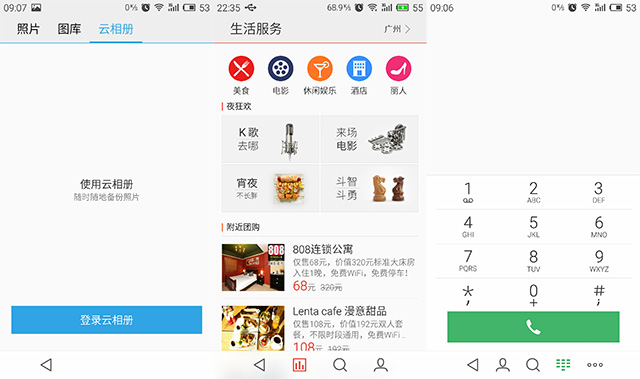 09:07
0% 53
照片 图库 云相册
使用云相册
随时随地备份照片
登录云相册
22:35 68.9% 55
生活服务 广州
美食 电影 休闲娱乐 酒店 丽人
夜狂欢
K 歌
去哪
来场
电影
宵夜
不长胖
斗智
斗勇
附近团购
808
808连锁公寓
仅售68元，价值320元标准大床房
入住1晚，免费WiFi，免费停车！
68元 320元
Lenta cafe 漫意甜品
仅售108元，价值192元双人套
餐，不限时段通用，免费WiFi
108元 192元
09:06 0% 53
1 2 3
ABC DEF
4 5 6
GHI JKL MNO
7 8 9
PQRS TUV WXYZ
* 0 #
, + ;